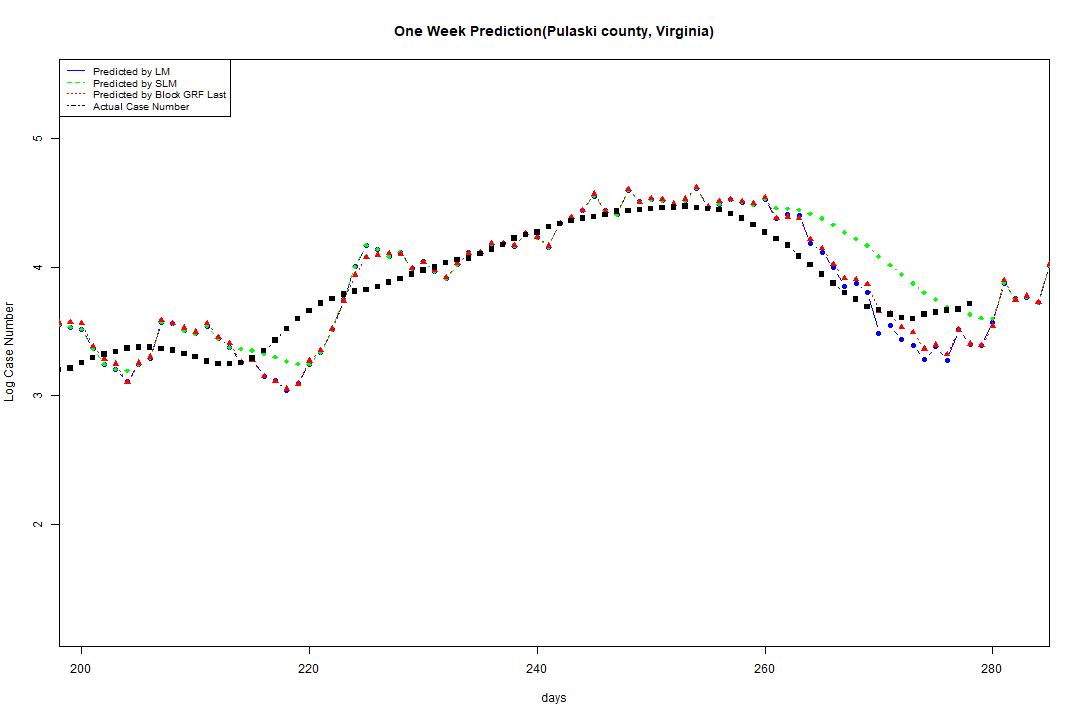 One Week Prediction(Pulaski county, Virginia)
Predicted by LM
Predicted by SLM
Predicted by Block GRF Last
Actual Case Number
5
4
3
2
Log Case Number
200 220 240 260 280
days